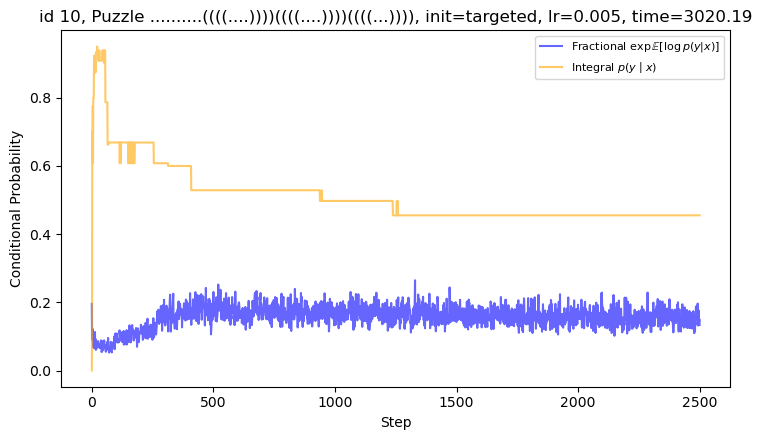 id 10, Puzzle ..........((((....))))((((....))))((((...)))), init=targeted, lr=0.005, time=3020.19
Fractional exp𝔼[log p(y|x)]
Integral p(y | x)
Conditional Probability
0.8
0.6
0.4
0.2
0.0
0 500 1000 1500 2000 2500
Step